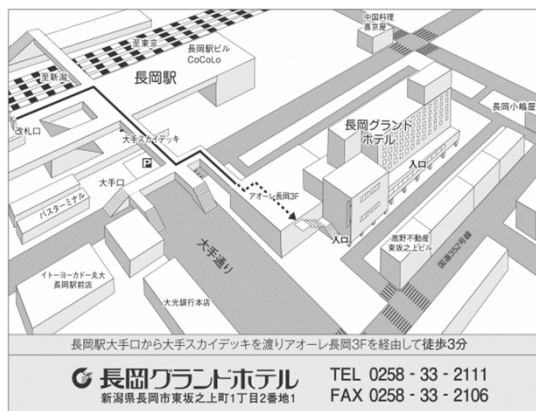 中国料理
喜京屋
至東京
長岡駅ビル
CoCoLo
至新潟
長岡駅
長岡小嶋屋
改札口
大手スカイデッキ
長岡グランド
ホテル
P
入口
大手口
アオーレ長岡3F
バスターミナル
入口
高野不動産
東坂之上ビル
大手通り
国道352号線
イトーヨーカドー丸大
長岡駅前店
大光銀行本店
長岡駅大手口から大手スカイデッキを渡りアオーレ長岡3Fを経由して徒歩3分
長岡グランドホテル
新潟県長岡市東坂之上町1丁目2番地1
TEL 0258 - 33 - 2111
FAX 0258 - 33 - 2106